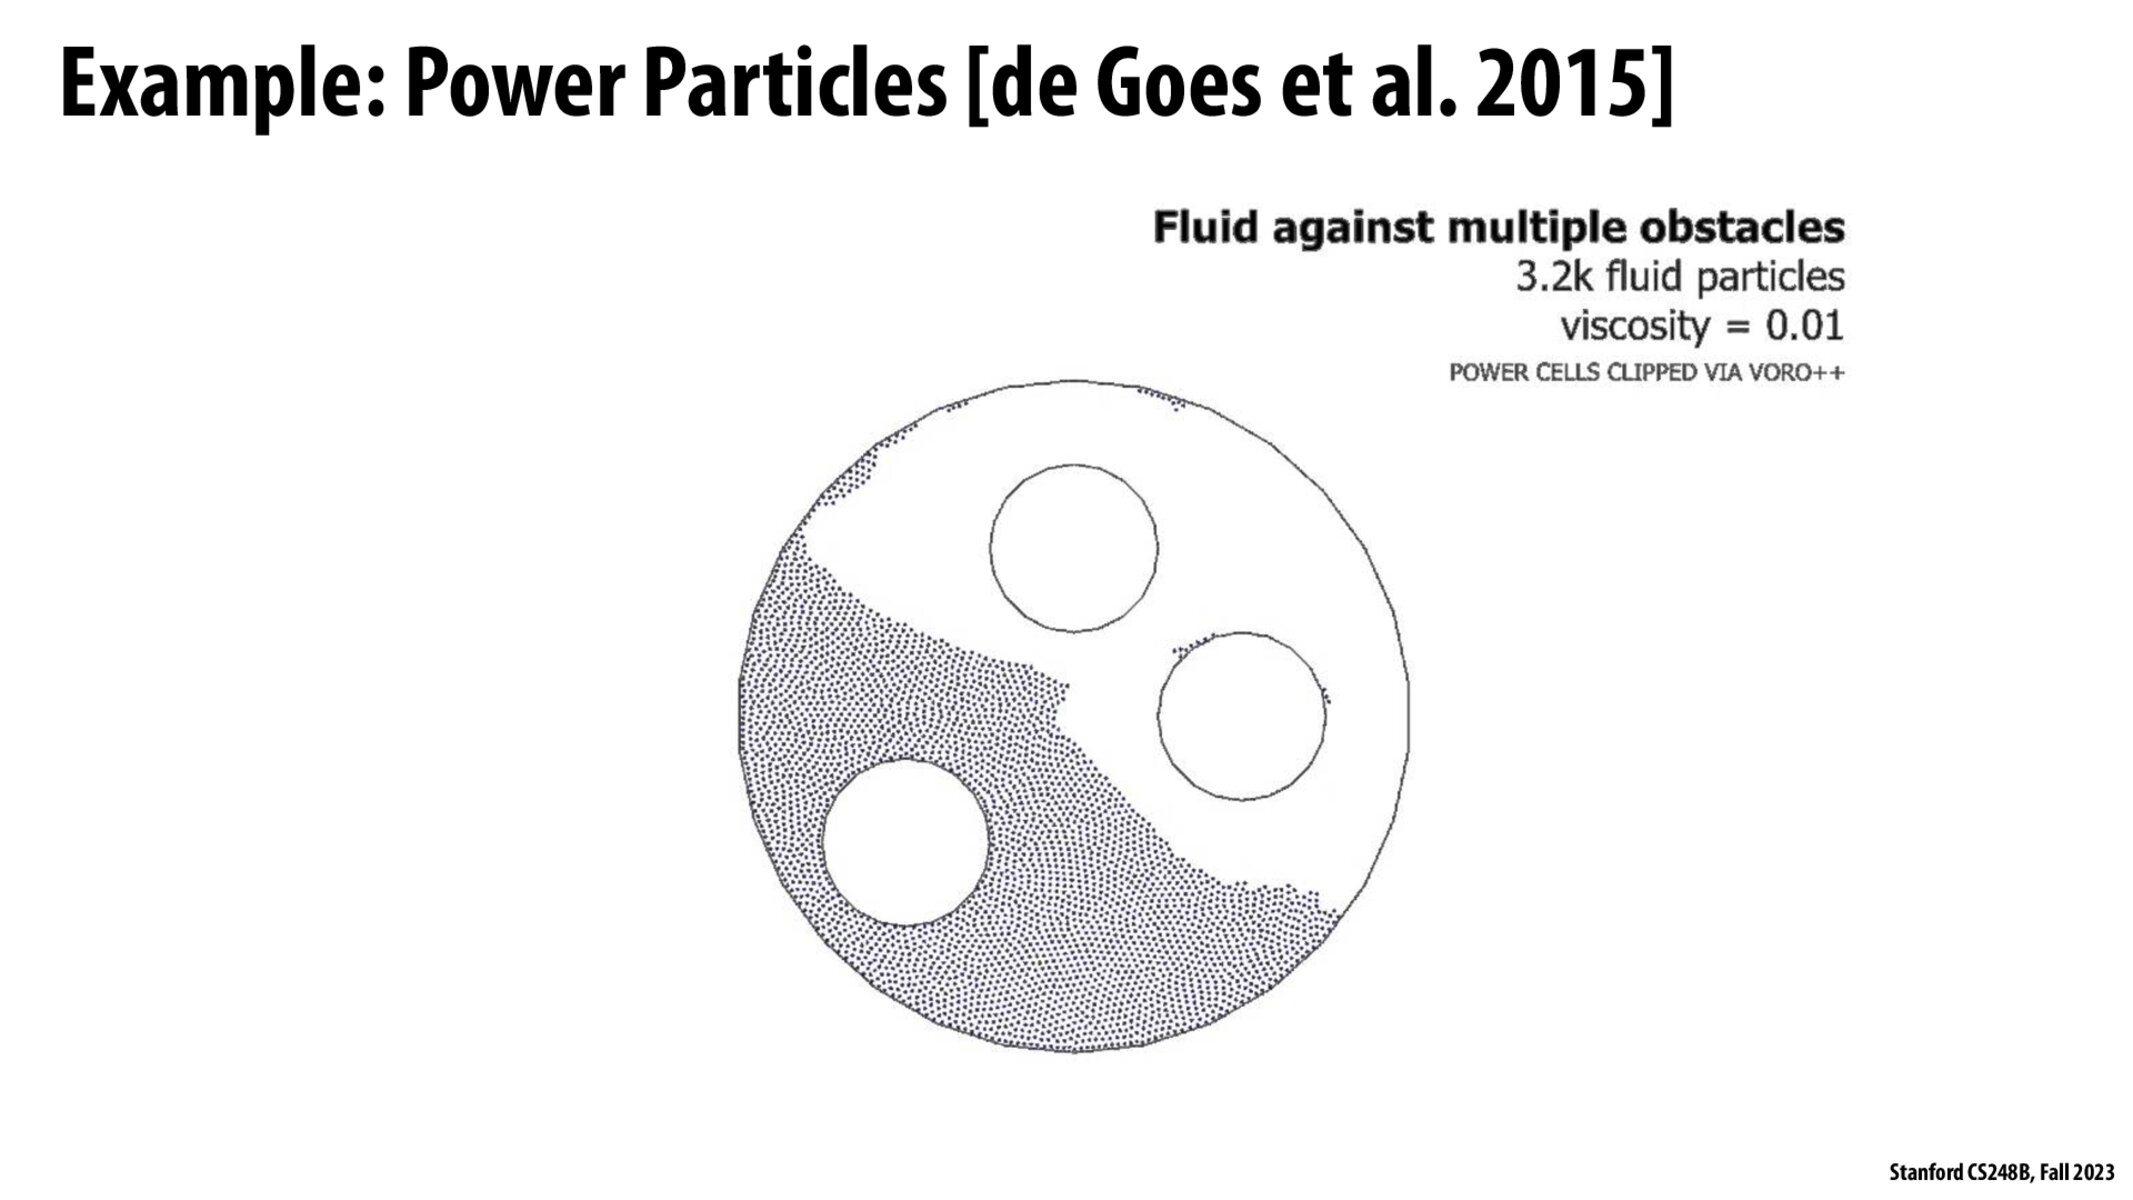 Example: Power Particles [de Goes et al. 2015]
Fluid against multiple obstacles
3.2k fluid particles
viscosity = 0.01
POWER CELLS CLIPPED VIA VORO++
Stanford CS248B, Fall 2023